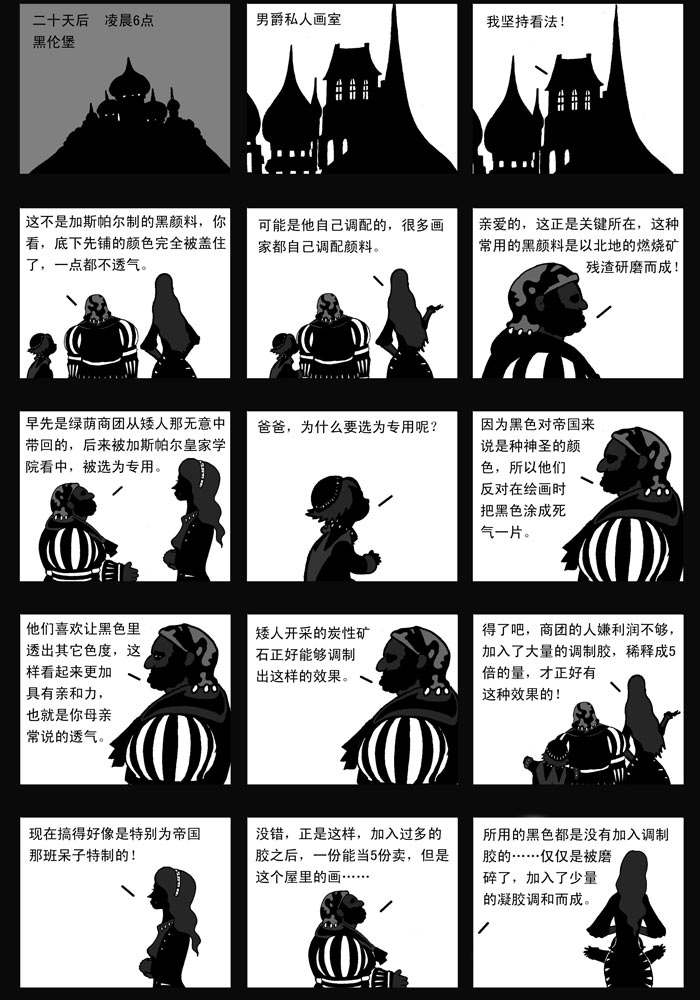 二十天后　凌晨6点
黑伦堡
男爵私人画室
我坚持看法！
这不是加斯帕尔制的黑颜料，你
看，底下先铺的颜色完全被盖住
了，一点都不透气。
可能是他自己调配的，很多画
家都自己调配颜料。
亲爱的，这正是关键所在，这种
常用的黑颜料是以北地的燃烧矿
残渣研磨而成！
早先是绿荫商团从矮人那无意中
带回的，后来被加斯帕尔皇家学
院看中，被选为专用。
爸爸，为什么要选为专用呢？
因为黑色对帝国来
说是种神圣的颜
色，所以他们
反对在绘画时
把黑色涂成死
气一片。
他们喜欢让黑色里
透出其它色度，这
样看起来更加
具有亲和力，
也就是你母亲
常说的透气。
矮人开采的炭性矿
石正好能够调制
出这样的效果。
得了吧，商团的人嫌利润不够，
加入了大量的调制胶，稀释成5
倍的量，才正好有
这种效果的！
现在搞得好像是特别为帝国
那班呆子特制的！
没错，正是这样，加入过多的
胶之后，一份能当5份卖，但是
这个屋里的画……
所用的黑色都是没有加入调制
胶的……仅仅是被磨
碎了，加入了少量
的凝胶调和而成。